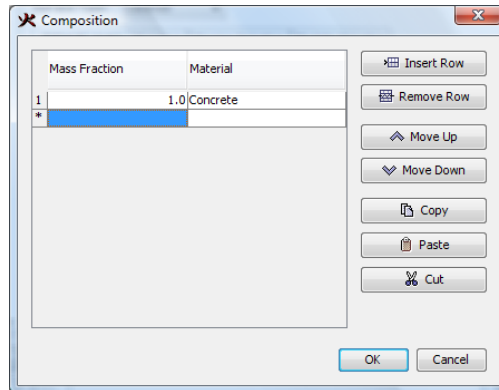 Composition
Mass Fraction Material
1 1.0 Concrete
*
Insert Row
Remove Row
Move Up
Move Down
Copy
Paste
Cut
OK Cancel